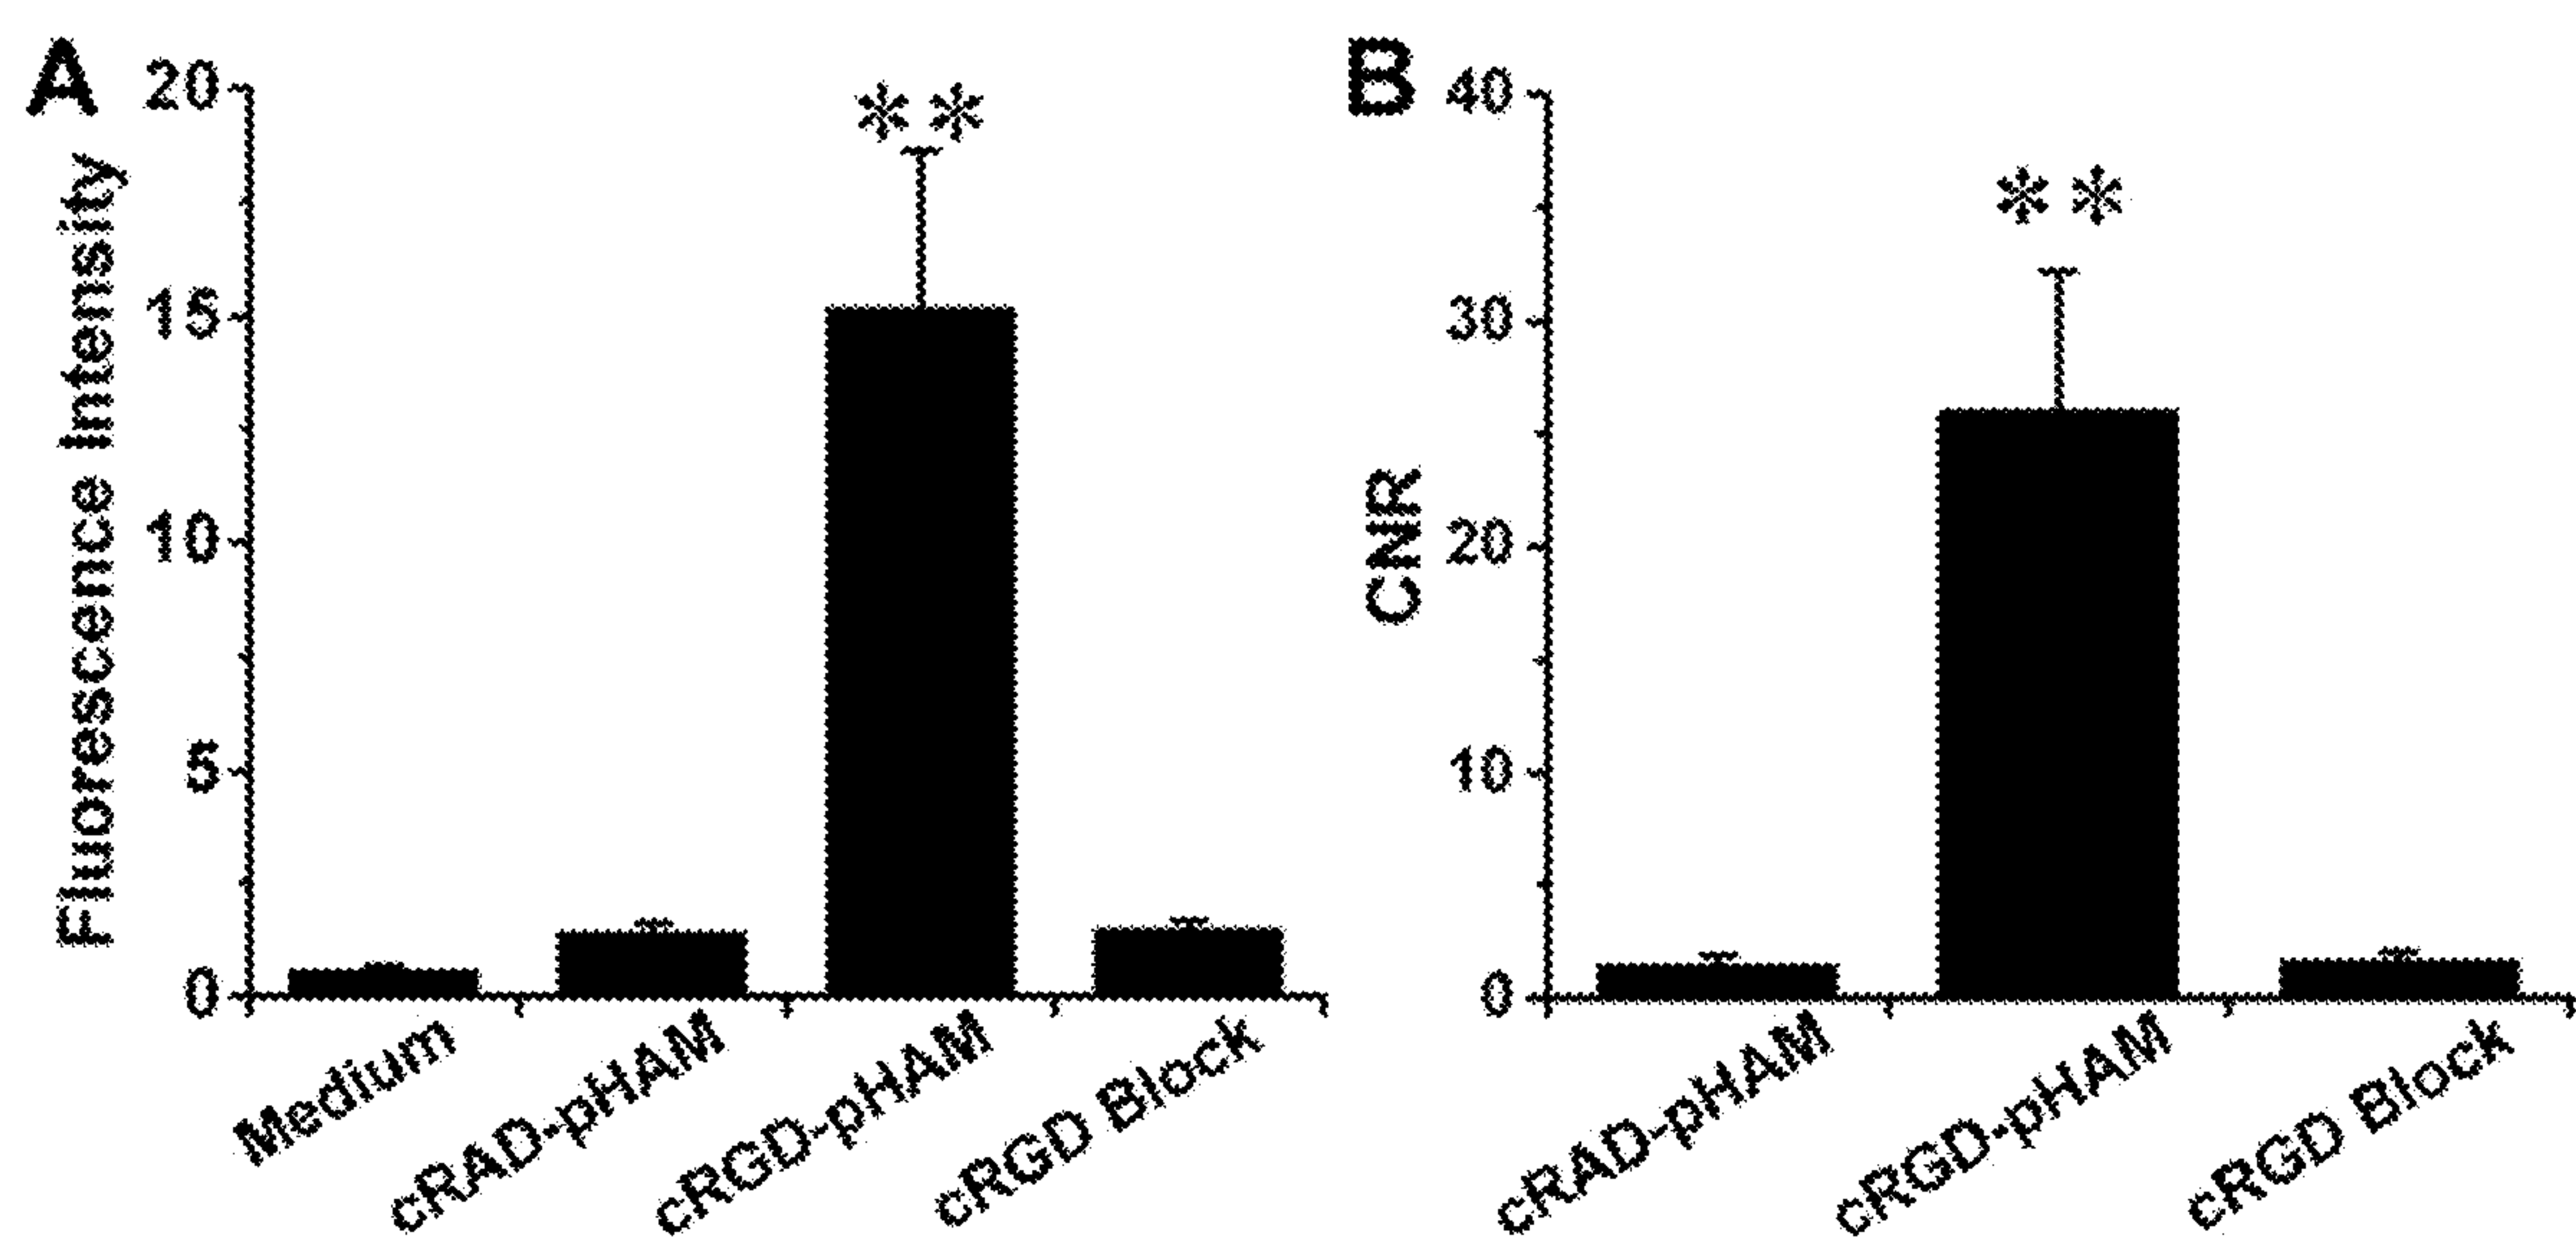 A
Fluorescence Intensity
20
15
10
5
0
**
Medium
cRAD-pHAM
cRGD-pHAM
cRGD Block
B
CNR
40
30
20
10
0
**
cRAD-pHAM
cRGD-pHAM
cRGD Block